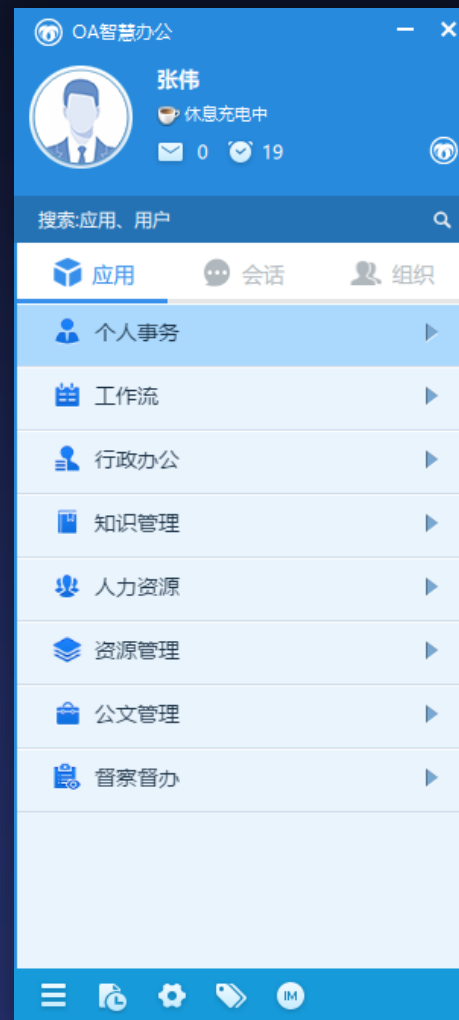 OA智慧办公
张伟
休息充电中
0 19
搜索:应用、用户
应用 会话 组织
个人事务
工作流
行政办公
知识管理
人力资源
资源管理
公文管理
督察督办
IM